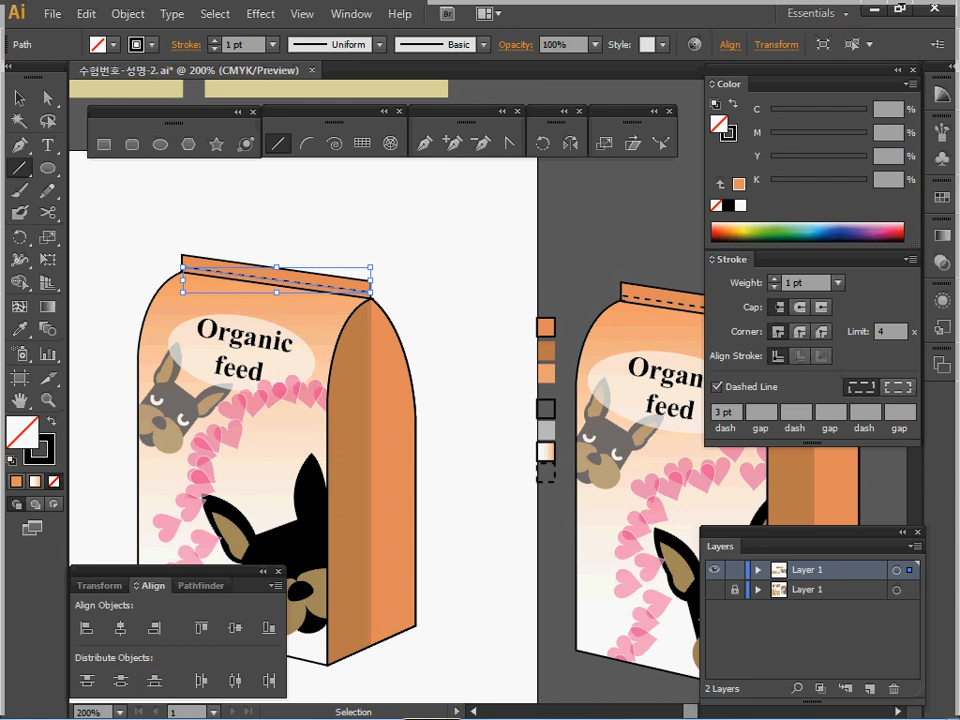 Ai File Edit Object Type Select Effect View Window Help Br Essentials
Path Stroke: 1 pt Uniform Basic Opacity: 100% Style: Align Transform
수험번호-성명-2. ai* @ 200% (CMYK/Preview)
Color
C %
M %
Y %
K %
Stroke
Weight: 1 pt
Cap:
Corner: Limit: 4 x
Align Stroke:
Dashed Line
3 pt
dash gap dash gap dash gap
Organic
feed
Organ
feed
Layers
Layer 1
Layer 1
2 Layers
Transform Align Pathfinder
Align Objects:
Distribute Objects:
200% 1 Selection